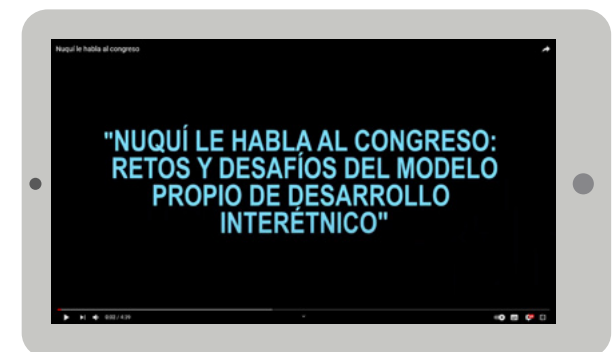 Nuquí le habla al congreso
"NUQUÍ LE HABLA AL CONGRESO:
RETOS Y DESAFÍOS DEL MODELO
PROPIO DE DESARROLLO
INTERÉTNICO"
0:03 / 4:39